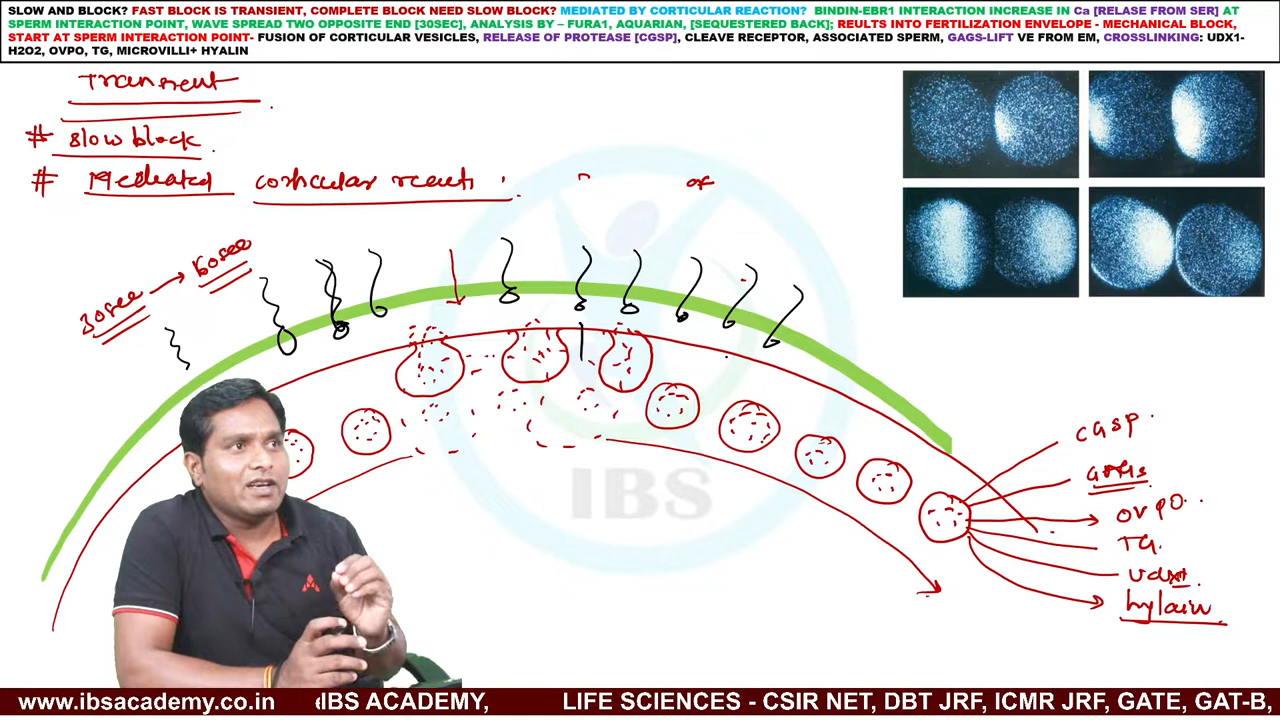 SLOW AND BLOCK? FAST BLOCK IS TRANSIENT, COMPLETE BLOCK NEED SLOW BLOCK? MEDIATED BY CORTICULAR REACTION? BINDIN-EBR1 INTERACTION INCREASE IN Ca [RELASE FROM SER] AT
SPERM INTERACTION POINT, WAVE SPREAD TWO OPPOSITE END [30SEC], ANALYSIS BY – FURA1, AQUARIAN, [SEQUESTERED BACK]; REULTS INTO FERTILIZATION ENVELOPE - MECHANICAL BLOCK,
START AT SPERM INTERACTION POINT- FUSION OF CORTICULAR VESICLES, RELEASE OF PROTEASE [CGSP], CLEAVE RECEPTOR, ASSOCIATED SPERM, GAGS-LIFT VE FROM EM, CROSSLINKING: UDX1-
H2O2, OVPO, TG, MICROVILLI+ HYALIN
Transient
# slow block
# Mediated corticular reacti of
30sec → 60sec
CGSP
GAGs
OVPO
TG
Udx1
hylain
IBS
www.ibsacademy.co.in IBS ACADEMY, LIFE SCIENCES - CSIR NET, DBT JRF, ICMR JRF, GATE, GAT-B,